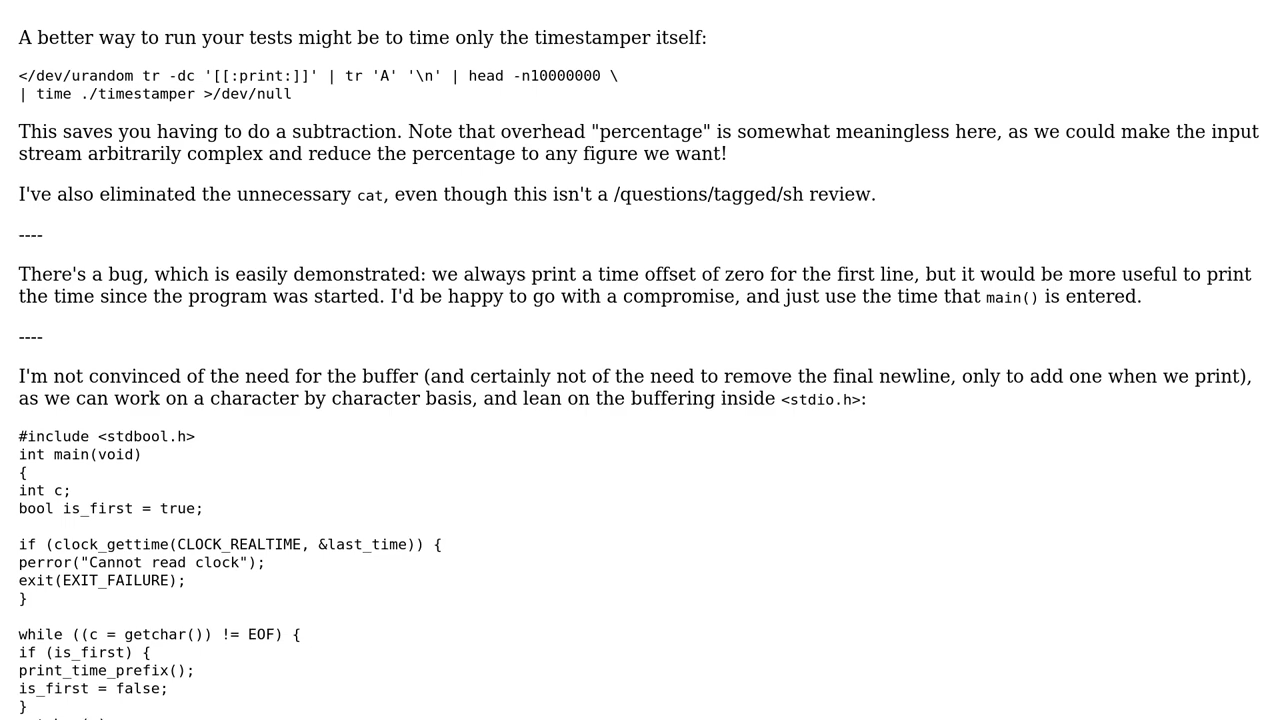 A better way to run your tests might be to time only the timestamper itself:
</dev/urandom tr -dc '[[:print:]]' | tr 'A' '\n' | head -n10000000 \
| time ./timestamper >/dev/null
This saves you having to do a subtraction. Note that overhead "percentage" is somewhat meaningless here, as we could make the input
stream arbitrarily complex and reduce the percentage to any figure we want!
I've also eliminated the unnecessary cat, even though this isn't a /questions/tagged/sh review.
----
There's a bug, which is easily demonstrated: we always print a time offset of zero for the first line, but it would be more useful to print
the time since the program was started. I'd be happy to go with a compromise, and just use the time that main() is entered.
----
I'm not convinced of the need for the buffer (and certainly not of the need to remove the final newline, only to add one when we print),
as we can work on a character by character basis, and lean on the buffering inside <stdio.h>:
#include <stdbool.h>
int main(void)
{
int c;
bool is_first = true;
if (clock_gettime(CLOCK_REALTIME, &last_time)) {
perror("Cannot read clock");
exit(EXIT_FAILURE);
}
while ((c = getchar()) != EOF) {
if (is_first) {
print_time_prefix();
is_first = false;
}